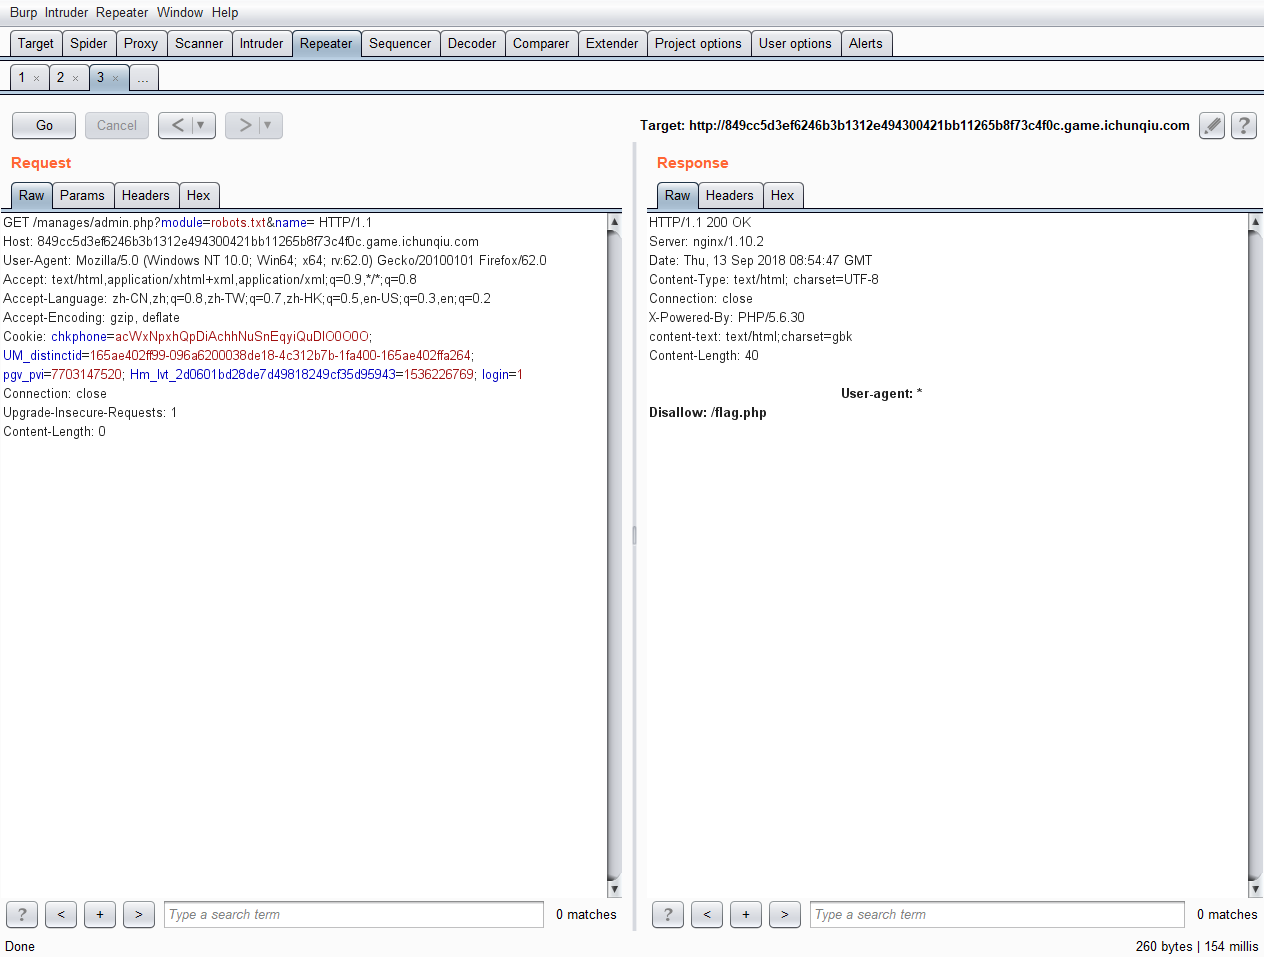 Burp Intruder Repeater Window Help
Target Spider Proxy Scanner Intruder Repeater Sequencer Decoder Comparer Extender Project options User options Alerts
1 × 2 × 3 × ...
Go Cancel < ▼ > ▼ Target: http://849cc5d3ef6246b3b1312e494300421bb11265b8f73c4f0c.game.ichunqiu.com ?
Request
Raw Params Headers Hex
GET /manages/admin.php?module=robots.txt&name= HTTP/1.1
Host: 849cc5d3ef6246b3b1312e494300421bb11265b8f73c4f0c.game.ichunqiu.com
User-Agent: Mozilla/5.0 (Windows NT 10.0; Win64; x64; rv:62.0) Gecko/20100101 Firefox/62.0
Accept: text/html,application/xhtml+xml,application/xml;q=0.9,*/*;q=0.8
Accept-Language: zh-CN,zh;q=0.8,zh-TW;q=0.7,zh-HK;q=0.5,en-US;q=0.3,en;q=0.2
Accept-Encoding: gzip, deflate
Cookie: chkphone=acWxNpxhQpDiAchhNuSnEqyiQuDIO0O0O;
UM_distinctid=165ae402ff99-096a6200038de18-4c312b7b-1fa400-165ae402ffa264;
pgv_pvi=7703147520; Hm_lvt_2d0601bd28de7d49818249cf35d95943=1536226769; login=1
Connection: close
Upgrade-Insecure-Requests: 1
Content-Length: 0
? < + > Type a search term 0 matches
Response
Raw Headers Hex
HTTP/1.1 200 OK
Server: nginx/1.10.2
Date: Thu, 13 Sep 2018 08:54:47 GMT
Content-Type: text/html; charset=UTF-8
Connection: close
X-Powered-By: PHP/5.6.30
content-text: text/html;charset=gbk
Content-Length: 40
User-agent: *
Disallow: /flag.php
? < + > Type a search term 0 matches
Done 260 bytes | 154 millis